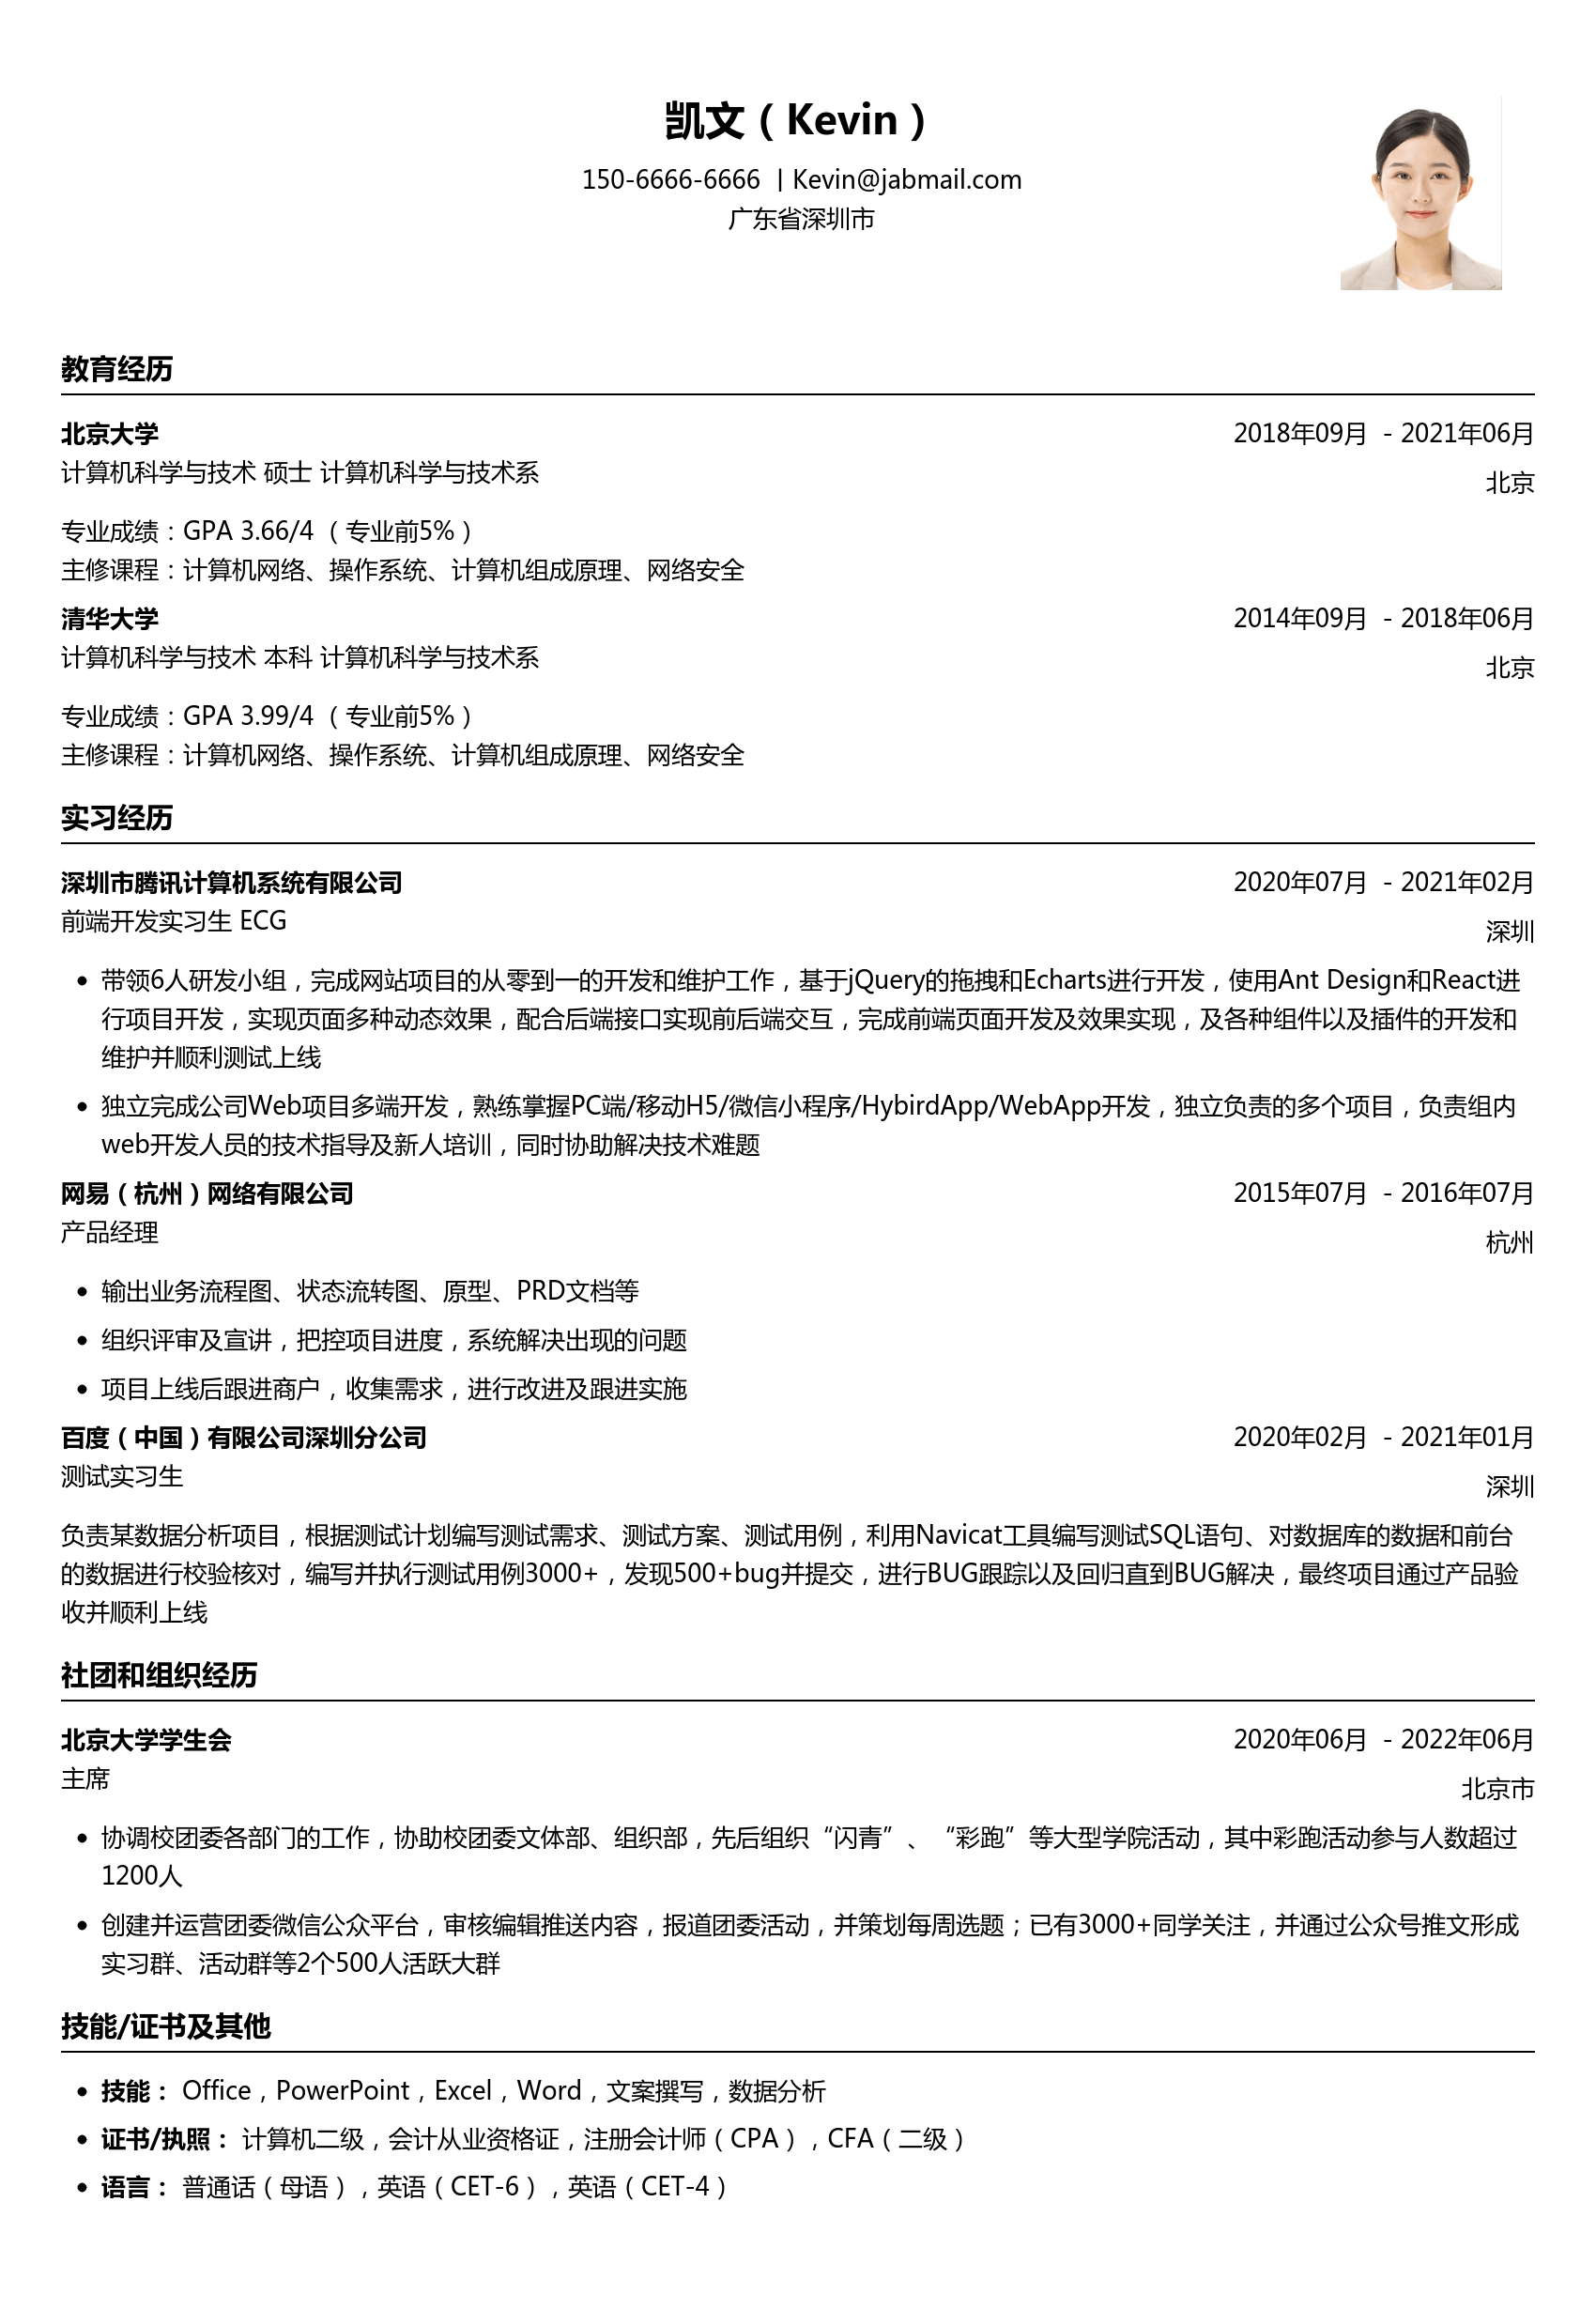 凯文（Kevin）
150-6666-6666 | Kevin@jabmail.com
广东省深圳市
教育经历
北京大学 2018年09月 - 2021年06月
计算机科学与技术 硕士 计算机科学与技术系 北京
专业成绩：GPA 3.66/4 （专业前5%）
主修课程：计算机网络、操作系统、计算机组成原理、网络安全
清华大学 2014年09月 - 2018年06月
计算机科学与技术 本科 计算机科学与技术系 北京
专业成绩：GPA 3.99/4 （专业前5%）
主修课程：计算机网络、操作系统、计算机组成原理、网络安全
实习经历
深圳市腾讯计算机系统有限公司 2020年07月 - 2021年02月
前端开发实习生 ECG 深圳
• 带领6人研发小组，完成网站项目的从零到一的开发和维护工作，基于jQuery的拖拽和Echarts进行开发，使用Ant Design和React进
行项目开发，实现页面多种动态效果，配合后端接口实现前后端交互，完成前端页面开发及效果实现，及各种组件以及插件的开发和
维护并顺利测试上线
• 独立完成公司Web项目多端开发，熟练掌握PC端/移动H5/微信小程序/HybirdApp/WebApp开发，独立负责的多个项目，负责组内
web开发人员的技术指导及新人培训，同时协助解决技术难题
网易（杭州）网络有限公司 2015年07月 - 2016年07月
产品经理 杭州
• 输出业务流程图、状态流转图、原型、PRD文档等
• 组织评审及宣讲，把控项目进度，系统解决出现的问题
• 项目上线后跟进商户，收集需求，进行改进及跟进实施
百度（中国）有限公司深圳分公司 2020年02月 - 2021年01月
测试实习生 深圳
负责某数据分析项目，根据测试计划编写测试需求、测试方案、测试用例，利用Navicat工具编写测试SQL语句、对数据库的数据和前台
的数据进行校验核对，编写并执行测试用例3000+，发现500+bug并提交，进行BUG跟踪以及回归直到BUG解决，最终项目通过产品验
收并顺利上线
社团和组织经历
北京大学学生会 2020年06月 - 2022年06月
主席 北京市
• 协调校团委各部门的工作，协助校团委文体部、组织部，先后组织“闪青”、“彩跑”等大型学院活动，其中彩跑活动参与人数超过
1200人
• 创建并运营团委微信公众平台，审核编辑推送内容，报道团委活动，并策划每周选题；已有3000+同学关注，并通过公众号推文形成
实习群、活动群等2个500人活跃大群
技能/证书及其他
• 技能： Office，PowerPoint，Excel，Word，文案撰写，数据分析
• 证书/执照： 计算机二级，会计从业资格证，注册会计师（CPA），CFA（二级）
• 语言： 普通话（母语），英语（CET-6），英语（CET-4）